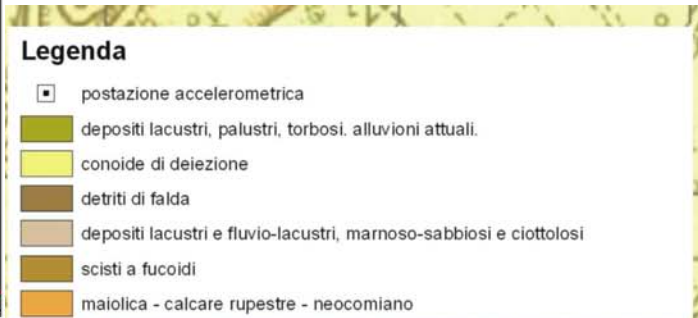 Legenda
postazione accelerometrica
depositi lacustri, palustri, torbosi. alluvioni attuali.
conoide di deiezione
detriti di falda
depositi lacustri e fluvio-lacustri, marnoso-sabbiosi e ciottolosi
scisti a fucoidi
maiolica - calcare rupestre - neocomiano